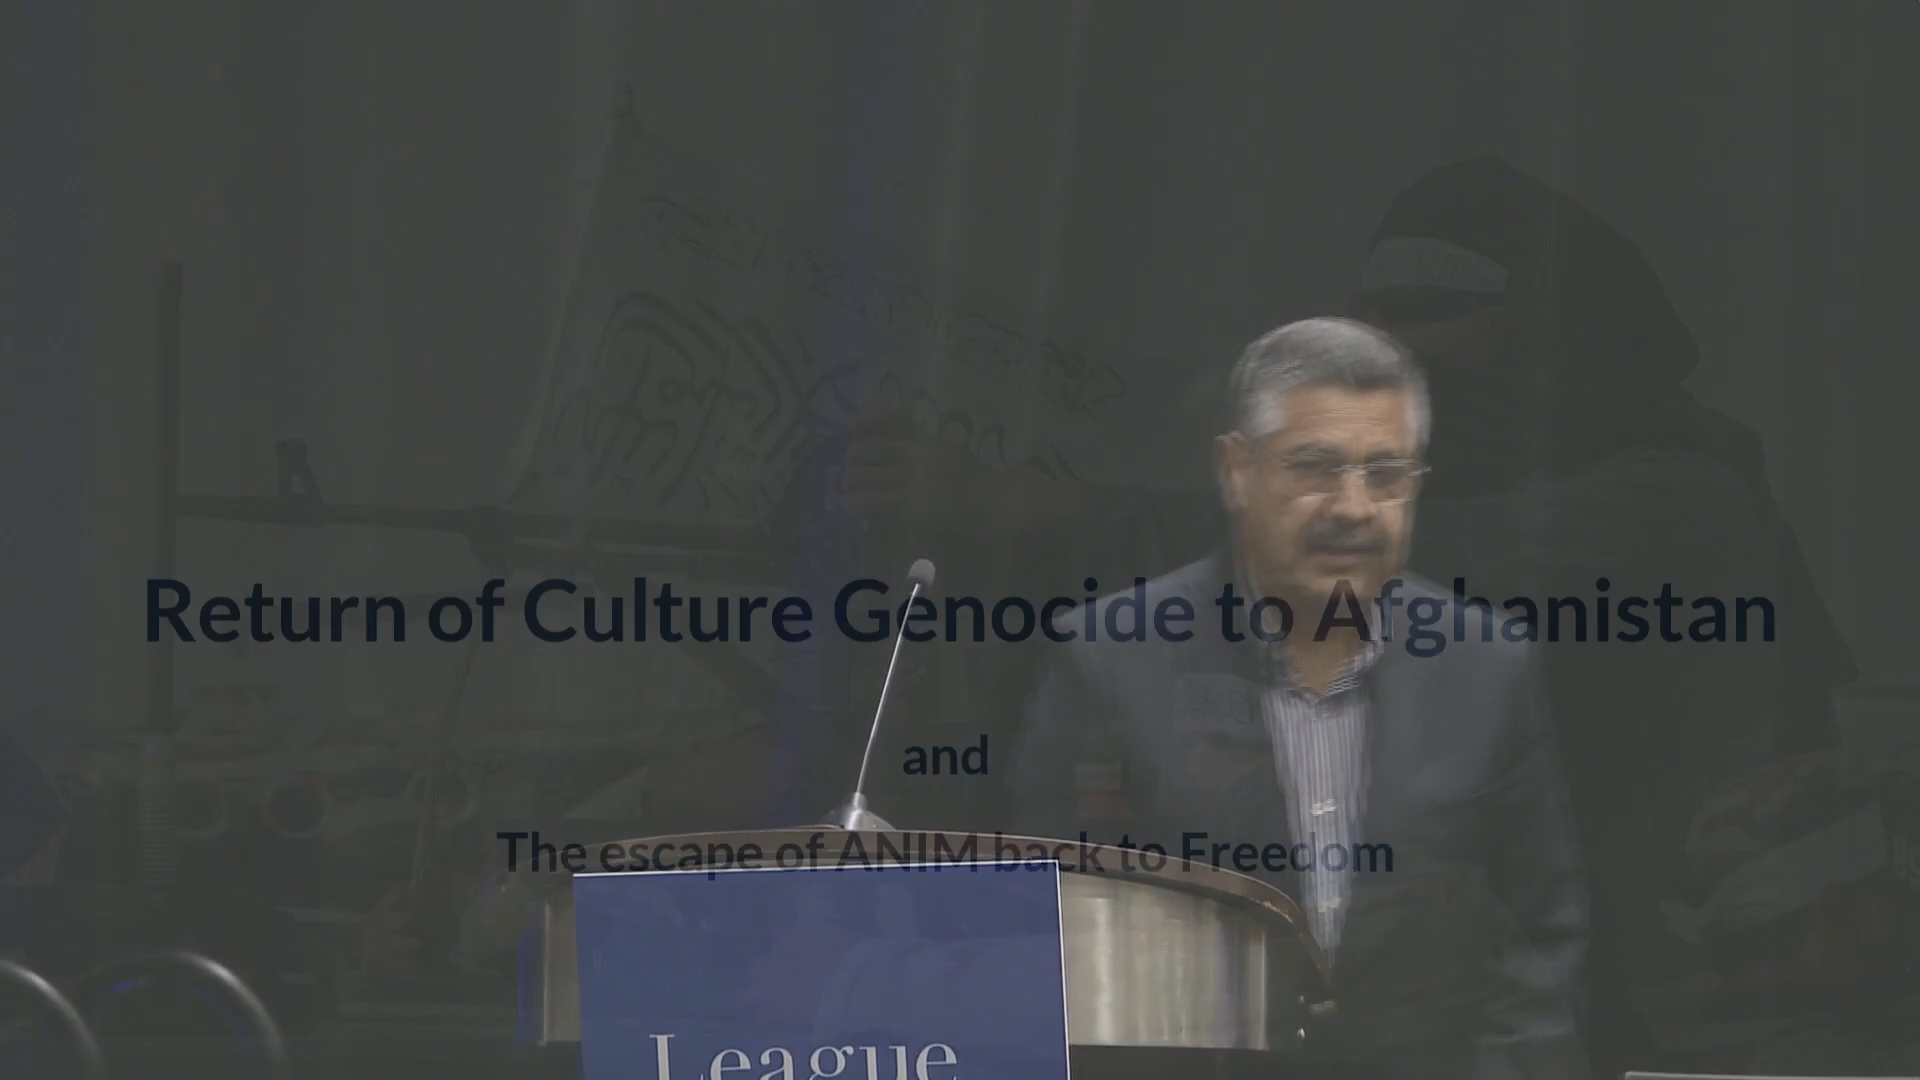 Return of Culture Genocide to Afghanistan
and
The escape of ANIM back to Freedom
League